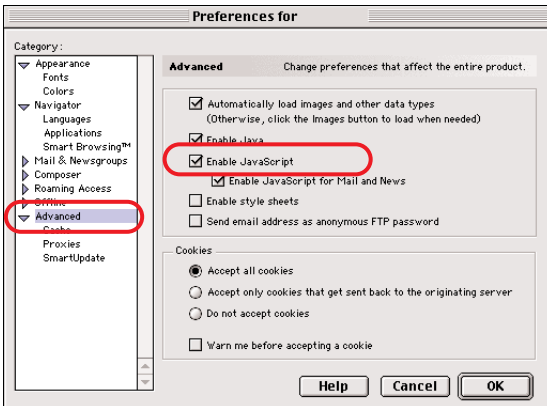 Preferences for
Category:
Appearance
Fonts
Colors
Navigator
Languages
Applications
Smart Browsing™
Mail & Newsgroups
Composer
Roaming Access
Offline
Advanced
Cache
Proxies
SmartUpdate
Advanced Change preferences that affect the entire product.
Automatically load images and other data types
(Otherwise, click the Images button to load when needed)
Enable Java
Enable JavaScript
Enable JavaScript for Mail and News
Enable style sheets
Send email address as anonymous FTP password
Cookies
Accept all cookies
Accept only cookies that get sent back to the originating server
Do not accept cookies
Warn me before accepting a cookie
Help Cancel OK